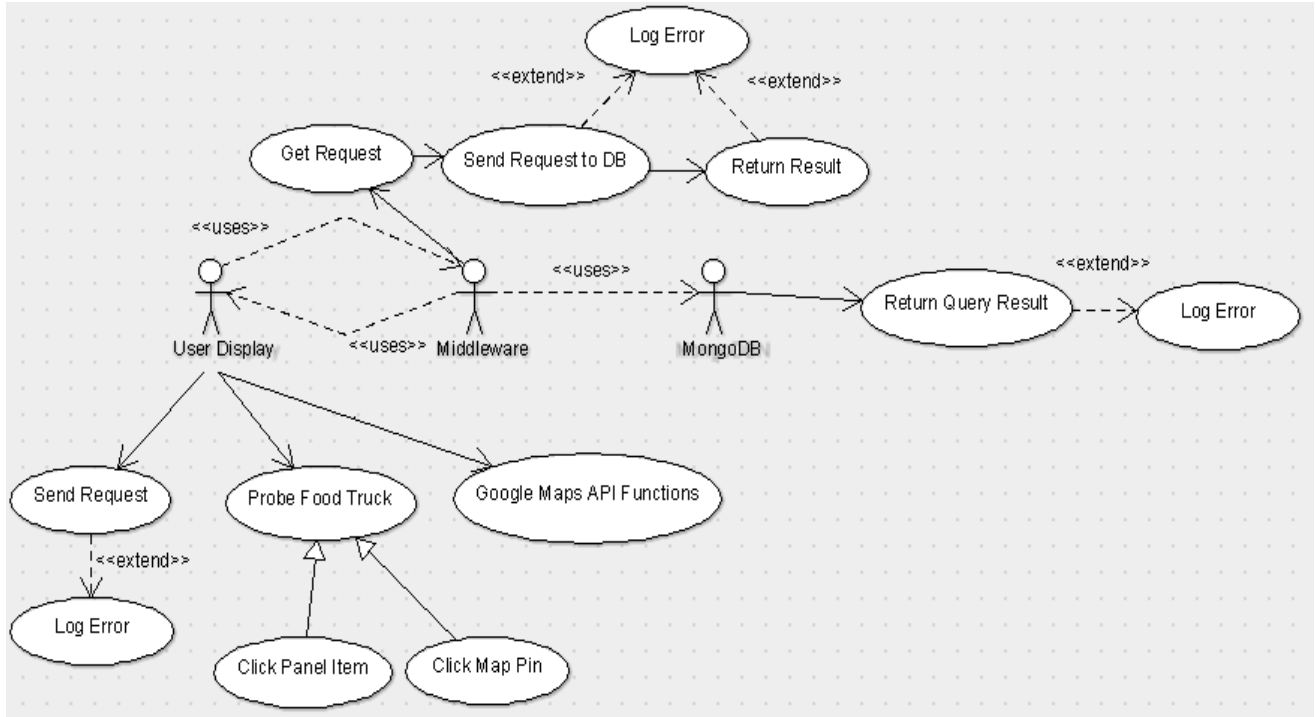 Log Error
<<extend>>
<<extend>>
Get Request
Send Request to DB
Return Result
<<uses>>
<<uses>>
<<extend>>
Return Query Result
Log Error
<<uses>>
User Display
Middleware
MongoDB
Send Request
Probe Food Truck
Google Maps API Functions
<<extend>>
Log Error
Click Panel Item
Click Map Pin